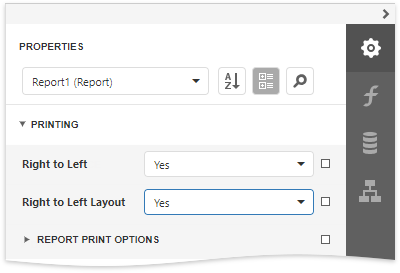 PROPERTIES
Report1 (Report)
PRINTING
Right to Left Yes
Right to Left Layout Yes
REPORT PRINT OPTIONS